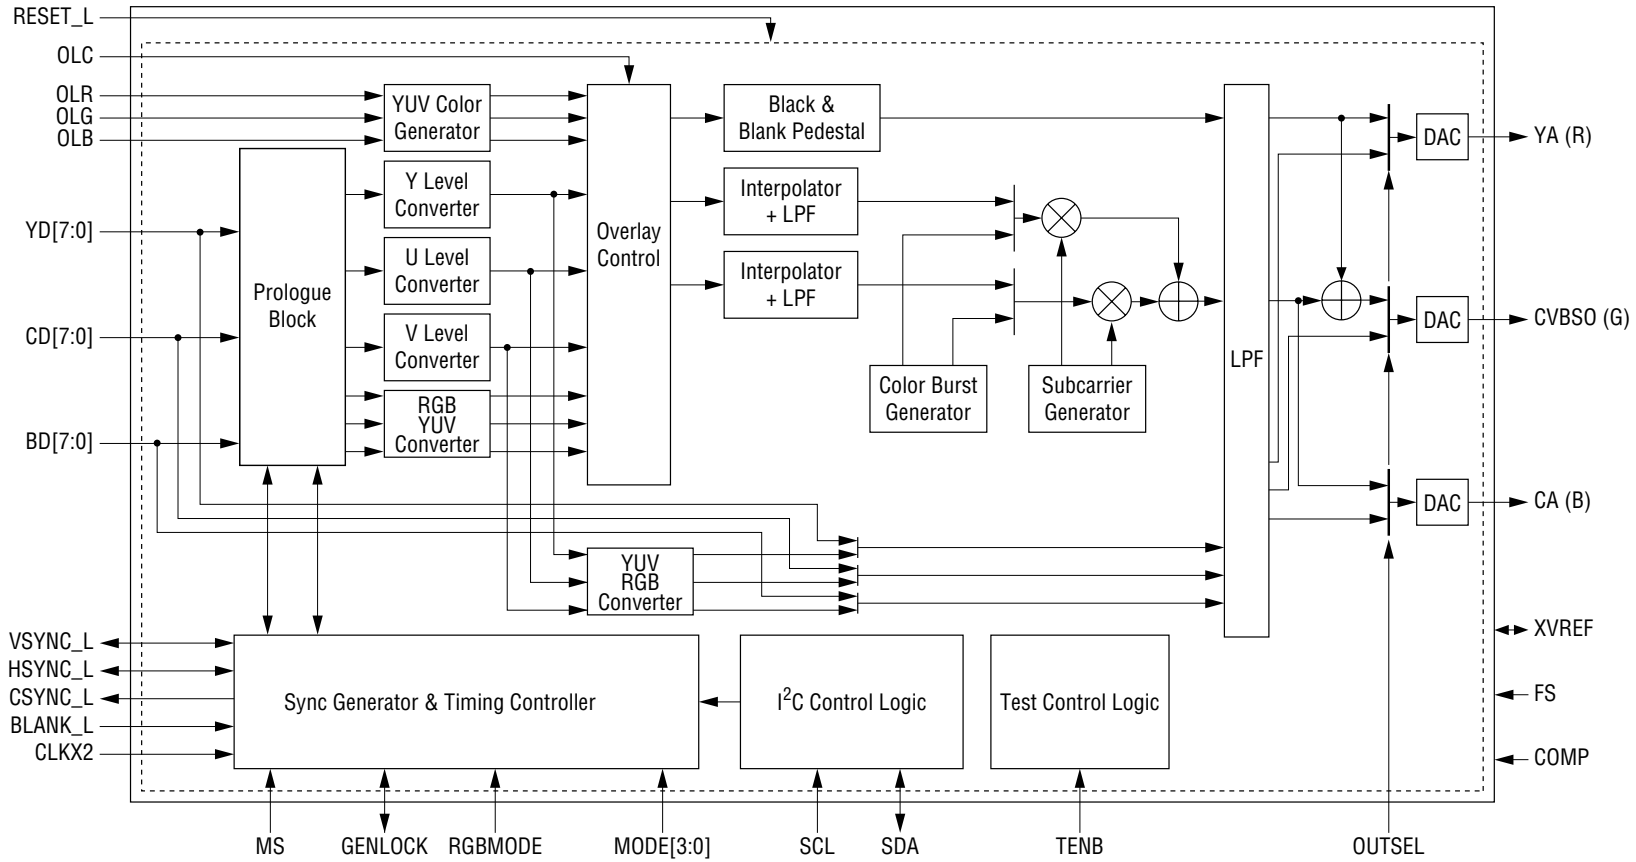 RESET_L
OLC
OLR
OLG
OLB
YUV Color
Generator
Black &
Blank Pedestal
DAC
YA (R)
Y Level
Converter
Interpolator
+ LPF
YD[7:0]
Overlay
Control
U Level
Converter
Interpolator
+ LPF
Prologue
Block
CD[7:0]
V Level
Converter
DAC
CVBSO (G)
LPF
Color Burst
Generator
Subcarrier
Generator
RGB
YUV
Converter
BD[7:0]
DAC
CA (B)
YUV
RGB
Converter
VSYNC_L
HSYNC_L
CSYNC_L
BLANK_L
CLKX2
Sync Generator & Timing Controller
I²C Control Logic
Test Control Logic
XVREF
FS
COMP
MS
GENLOCK
RGBMODE
MODE[3:0]
SCL
SDA
TENB
OUTSEL